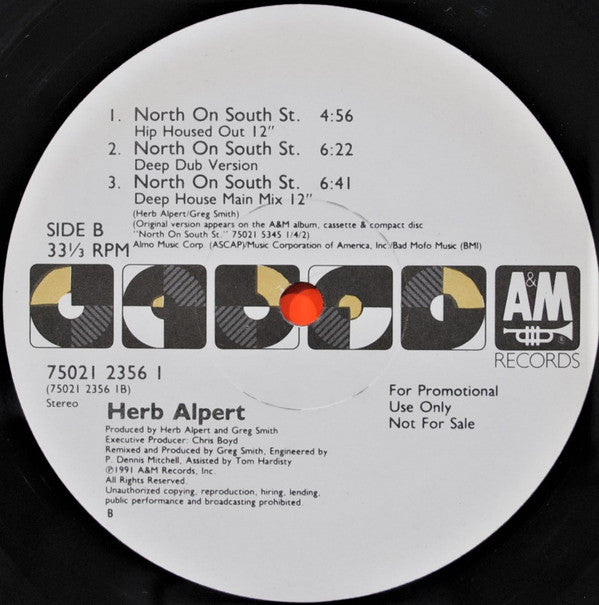 1. North On South St. 4:56
Hip Housed Out 12"
2. North On South St. 6:22
Deep Dub Version
3. North On South St. 6:41
Deep House Main Mix 12"
(Herb Alpert/Greg Smith)
(Original version appears on the A&M album, cassette & compact disc
"North On South St." 75021 5345 1/4/2)
Almo Music Corp. (ASCAP)/Music Corporation of America, Inc./Bad Mofo Music (BMI)
SIDE B
33⅓ RPM
A&M
RECORDS
75021 2356 1
(75021 2356 1B)
Stereo
For Promotional
Use Only
Not For Sale
Herb Alpert
Produced by Herb Alpert and Greg Smith
Executive Producer: Chris Boyd
Remixed and Produced by Greg Smith, Engineered by
P. Dennis Mitchell, Assisted by Tom Hardisty
℗1991 A&M Records, Inc.
All Rights Reserved.
Unauthorized copying, reproduction, hiring, lending,
public performance and broadcasting prohibited.
B